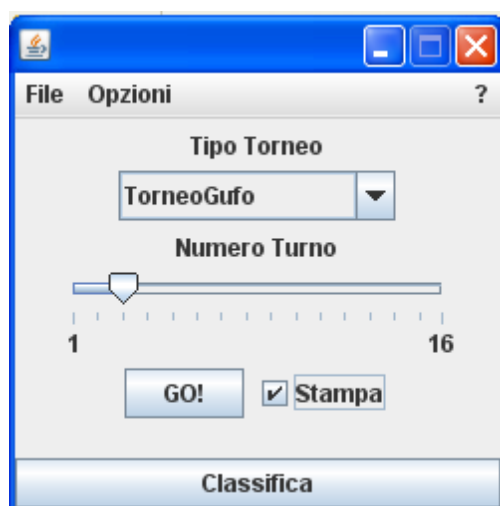 File Opzioni ?
Tipo Torneo
TorneoGufo
Numero Turno
1 16
GO! Stampa
Classifica